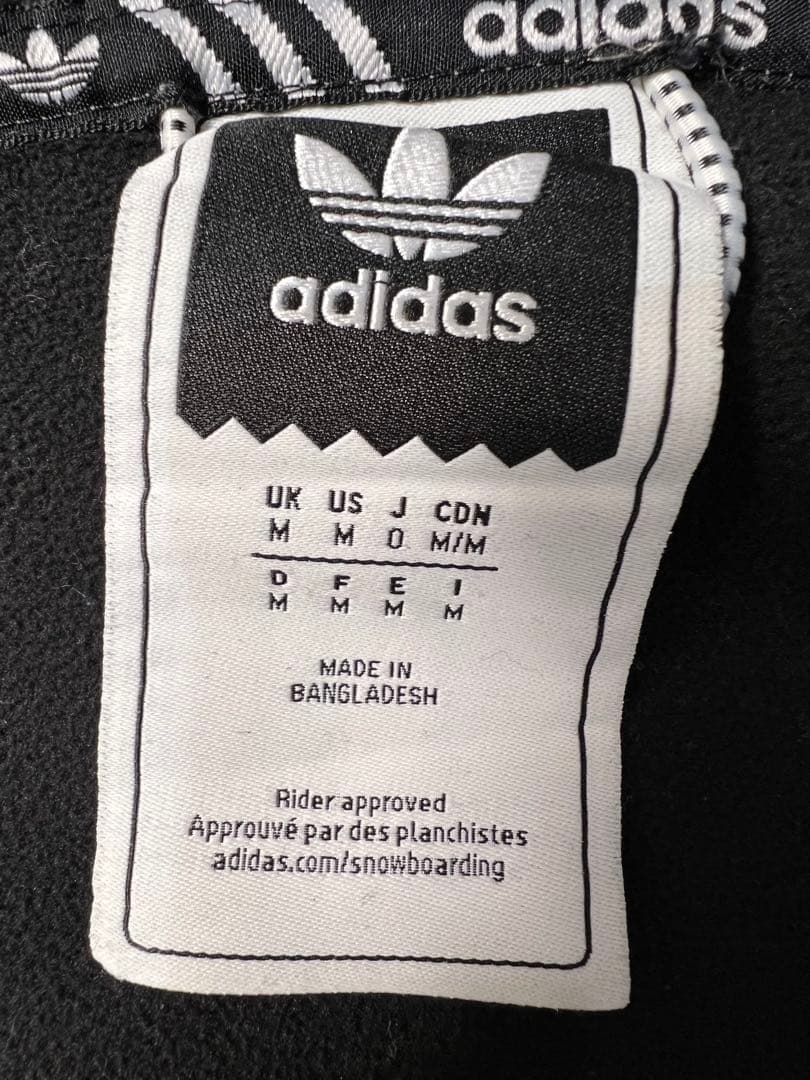 adidas
adidas
UK US J CDN
M M O M/M
D F E I
M M M M
MADE IN
BANGLADESH
Rider approved
Approuvé par des planchistes
adidas.com/snowboarding